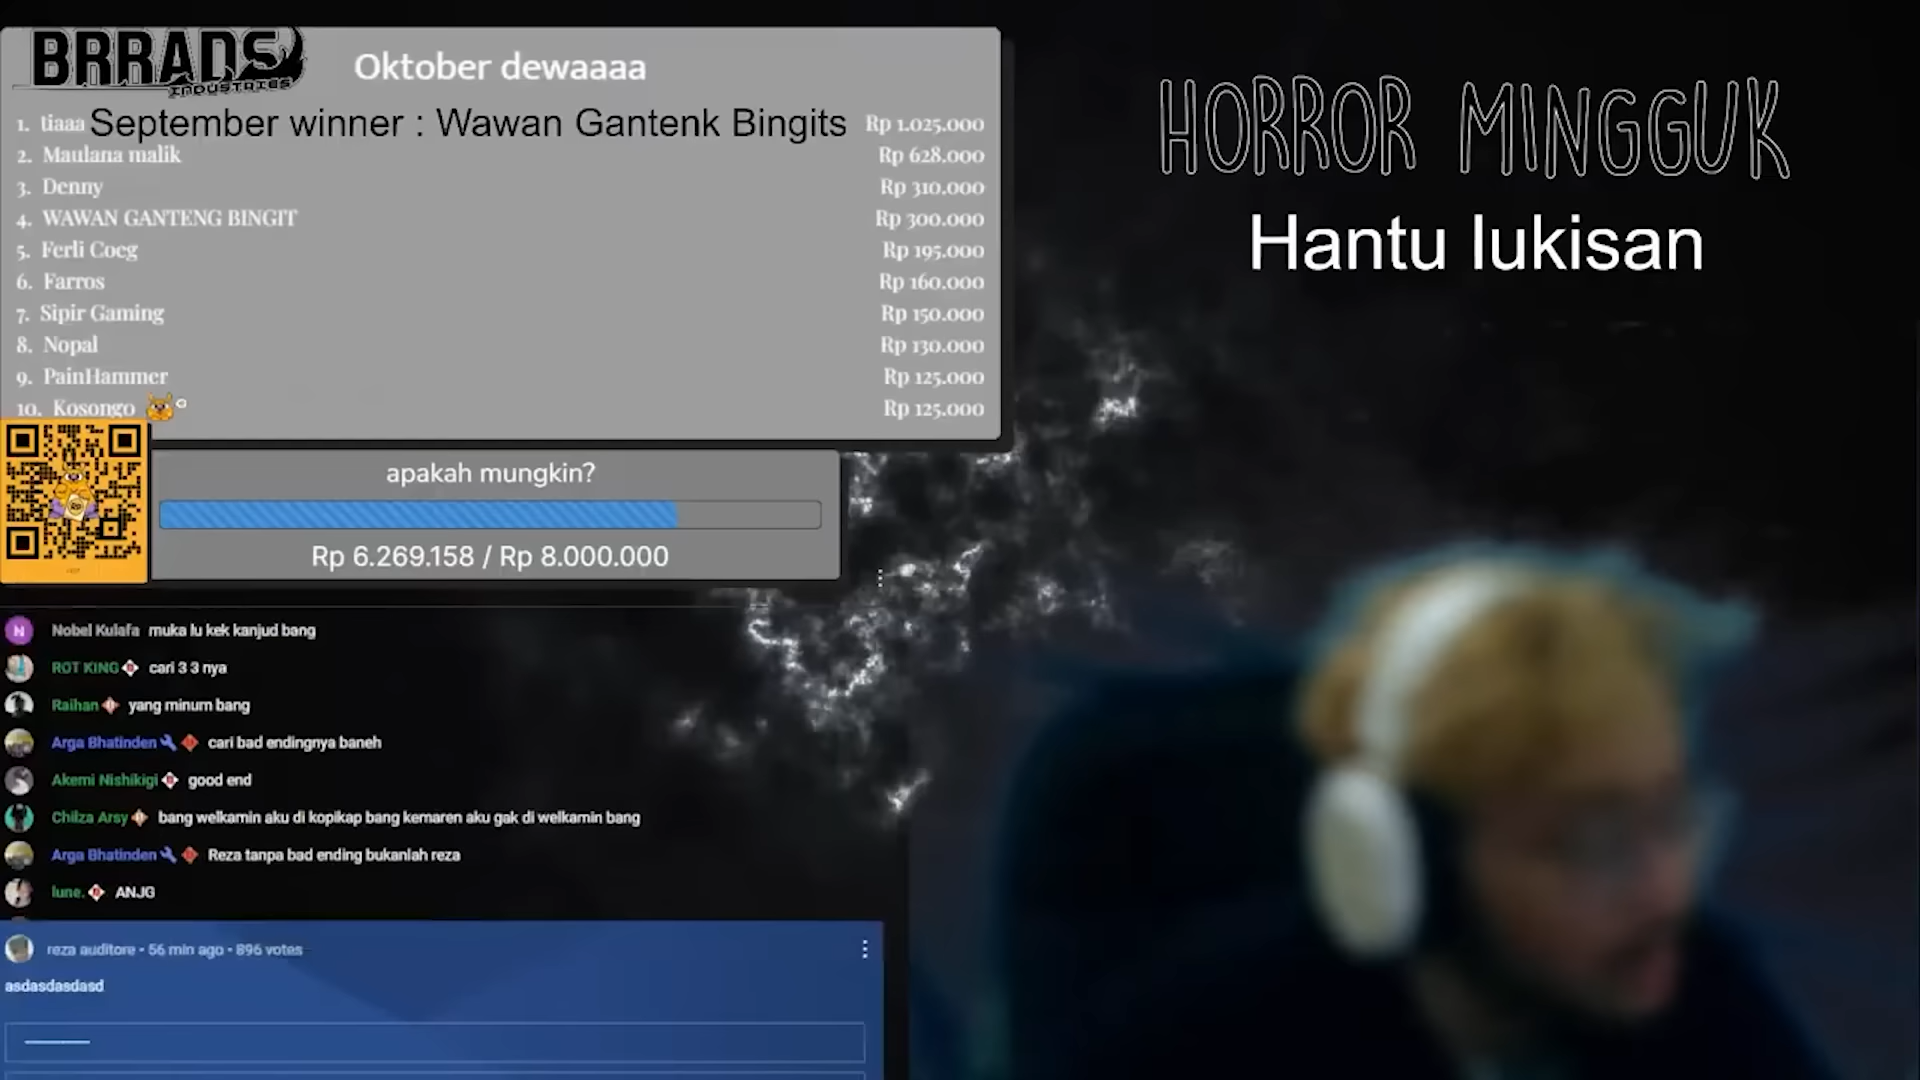 BRRADS
INDUSTRIES
Oktober dewaaaa
September winner : Wawan Gantenk Bingits
1. tiaaa Rp 1.025.000
2. Maulana malik Rp 628.000
3. Denny Rp 310.000
4. WAWAN GANTENG BINGIT Rp 300.000
5. Ferli Coeg Rp 195.000
6. Farros Rp 160.000
7. Sipir Gaming Rp 150.000
8. Nopal Rp 130.000
9. PainHammer Rp 125.000
10. Kosongo Rp 125.000
apakah mungkin?
Rp 6.269.158 / Rp 8.000.000
HORROR MINGGUK
Hantu lukisan
N Nobel Kulafa muka lu kek kanjud bang
ROT KING cari 3 3 nya
Raihan yang minum bang
Arga Bhatinden cari bad endingnya baneh
Akemi Nishikigi good end
Chilza Arsy bang welkamin aku di kopikap bang kemaren aku gak di welkamin bang
Arga Bhatinden Reza tanpa bad ending bukanlah reza
lune. ANJG
reza auditore • 56 min ago • 896 votes
asdasdasdasd